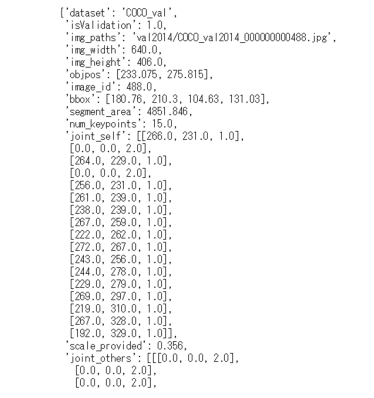 [{'dataset': 'COCO_val',
'isValidation': 1.0,
'img_paths': 'val2014/COCO_val2014_000000000488.jpg',
'img_width': 640.0,
'img_height': 406.0,
'objpos': [233.075, 275.815],
'image_id': 488.0,
'bbox': [180.76, 210.3, 104.63, 131.03],
'segment_area': 4851.846,
'num_keypoints': 15.0,
'joint_self': [[266.0, 231.0, 1.0],
[0.0, 0.0, 2.0],
[264.0, 229.0, 1.0],
[0.0, 0.0, 2.0],
[256.0, 231.0, 1.0],
[261.0, 239.0, 1.0],
[238.0, 239.0, 1.0],
[267.0, 259.0, 1.0],
[222.0, 262.0, 1.0],
[272.0, 267.0, 1.0],
[243.0, 256.0, 1.0],
[244.0, 278.0, 1.0],
[229.0, 279.0, 1.0],
[269.0, 297.0, 1.0],
[219.0, 310.0, 1.0],
[267.0, 328.0, 1.0],
[192.0, 329.0, 1.0]],
'scale_provided': 0.356,
'joint_others': [[[0.0, 0.0, 2.0],
[0.0, 0.0, 2.0],
[0.0, 0.0, 2.0],